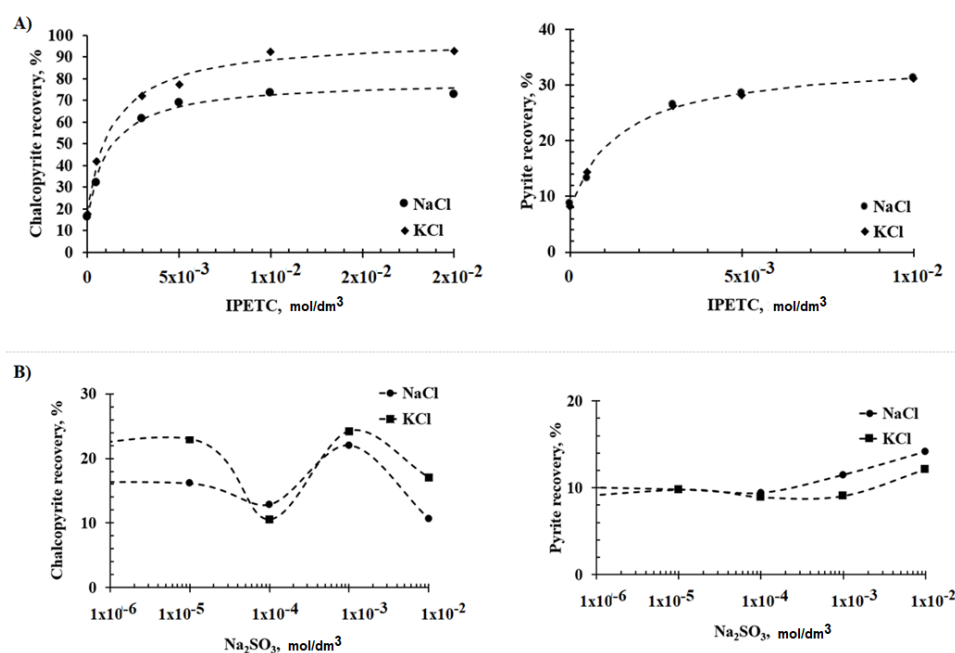 A)
Chalcopyrite recovery, %
100
90
80
70
60
50
40
30
20
10
0
0
5x10⁻³
1x10⁻²
2x10⁻²
2x10⁻²
IPETC, mol/dm³
NaCl
KCl
Pyrite recovery, %
40
30
20
10
0
0
5x10⁻³
1x10⁻²
IPETC, mol/dm³
NaCl
KCl
B)
Chalcopyrite recovery, %
30
20
10
0
1x10⁻⁶
1x10⁻⁵
1x10⁻⁴
1x10⁻³
1x10⁻²
Na₂SO₃, mol/dm³
NaCl
KCl
Pyrite recovery, %
20
10
0
1x10⁻⁶
1x10⁻⁵
1x10⁻⁴
1x10⁻³
1x10⁻²
Na₂SO₃, mol/dm³
NaCl
KCl